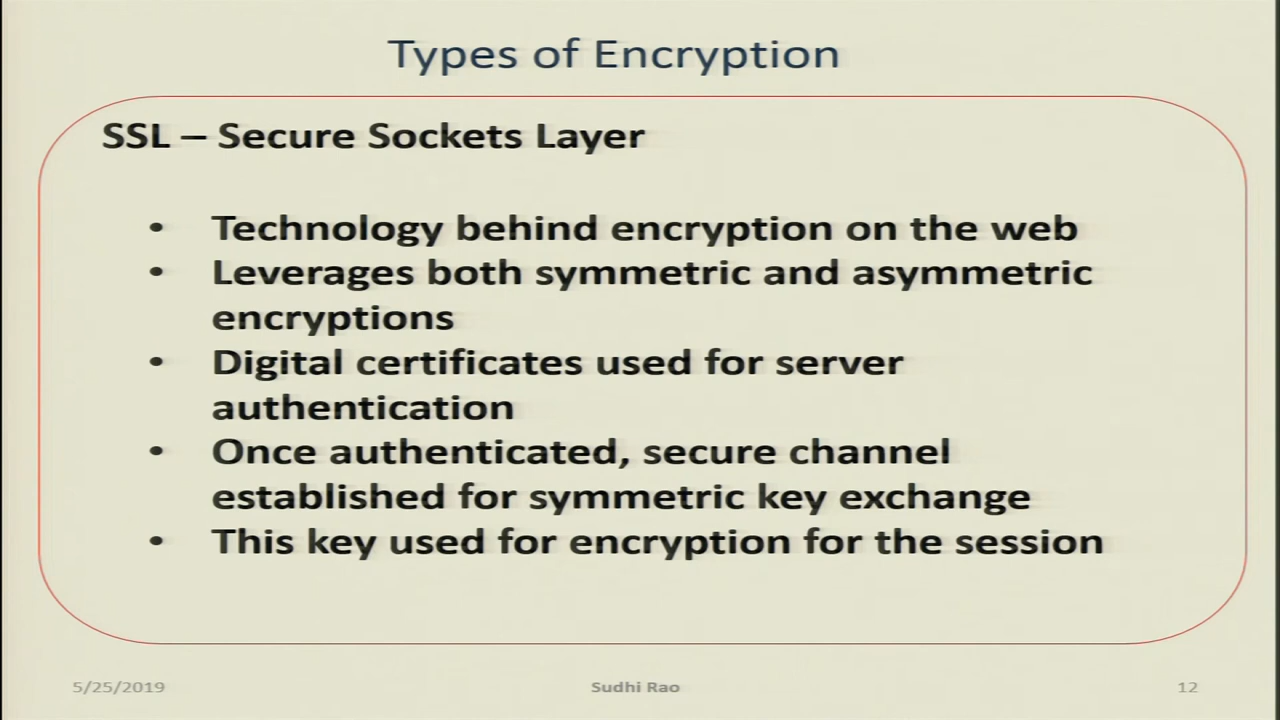 Types of Encryption
SSL – Secure Sockets Layer
• Technology behind encryption on the web
• Leverages both symmetric and asymmetric
encryptions
• Digital certificates used for server
authentication
• Once authenticated, secure channel
established for symmetric key exchange
• This key used for encryption for the session
5/25/2019
Sudhi Rao
12